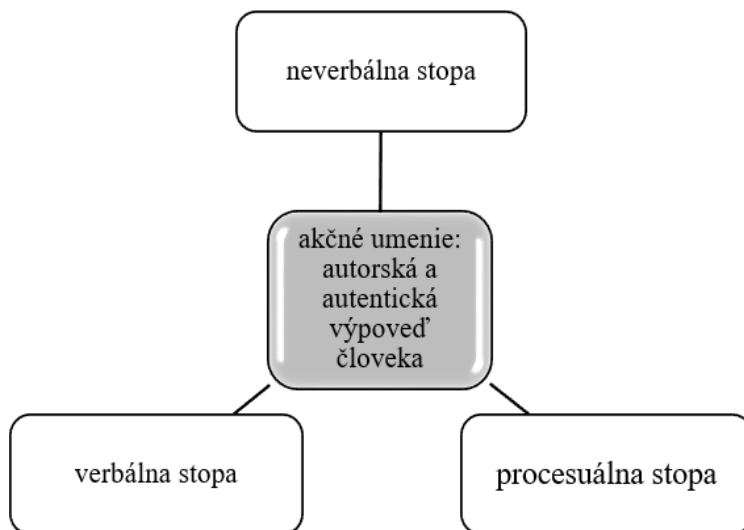 neverbálna stopa
akčné umenie:
autorská a
autentická
výpoveď
človeka
verbálna stopa
procesuálna stopa